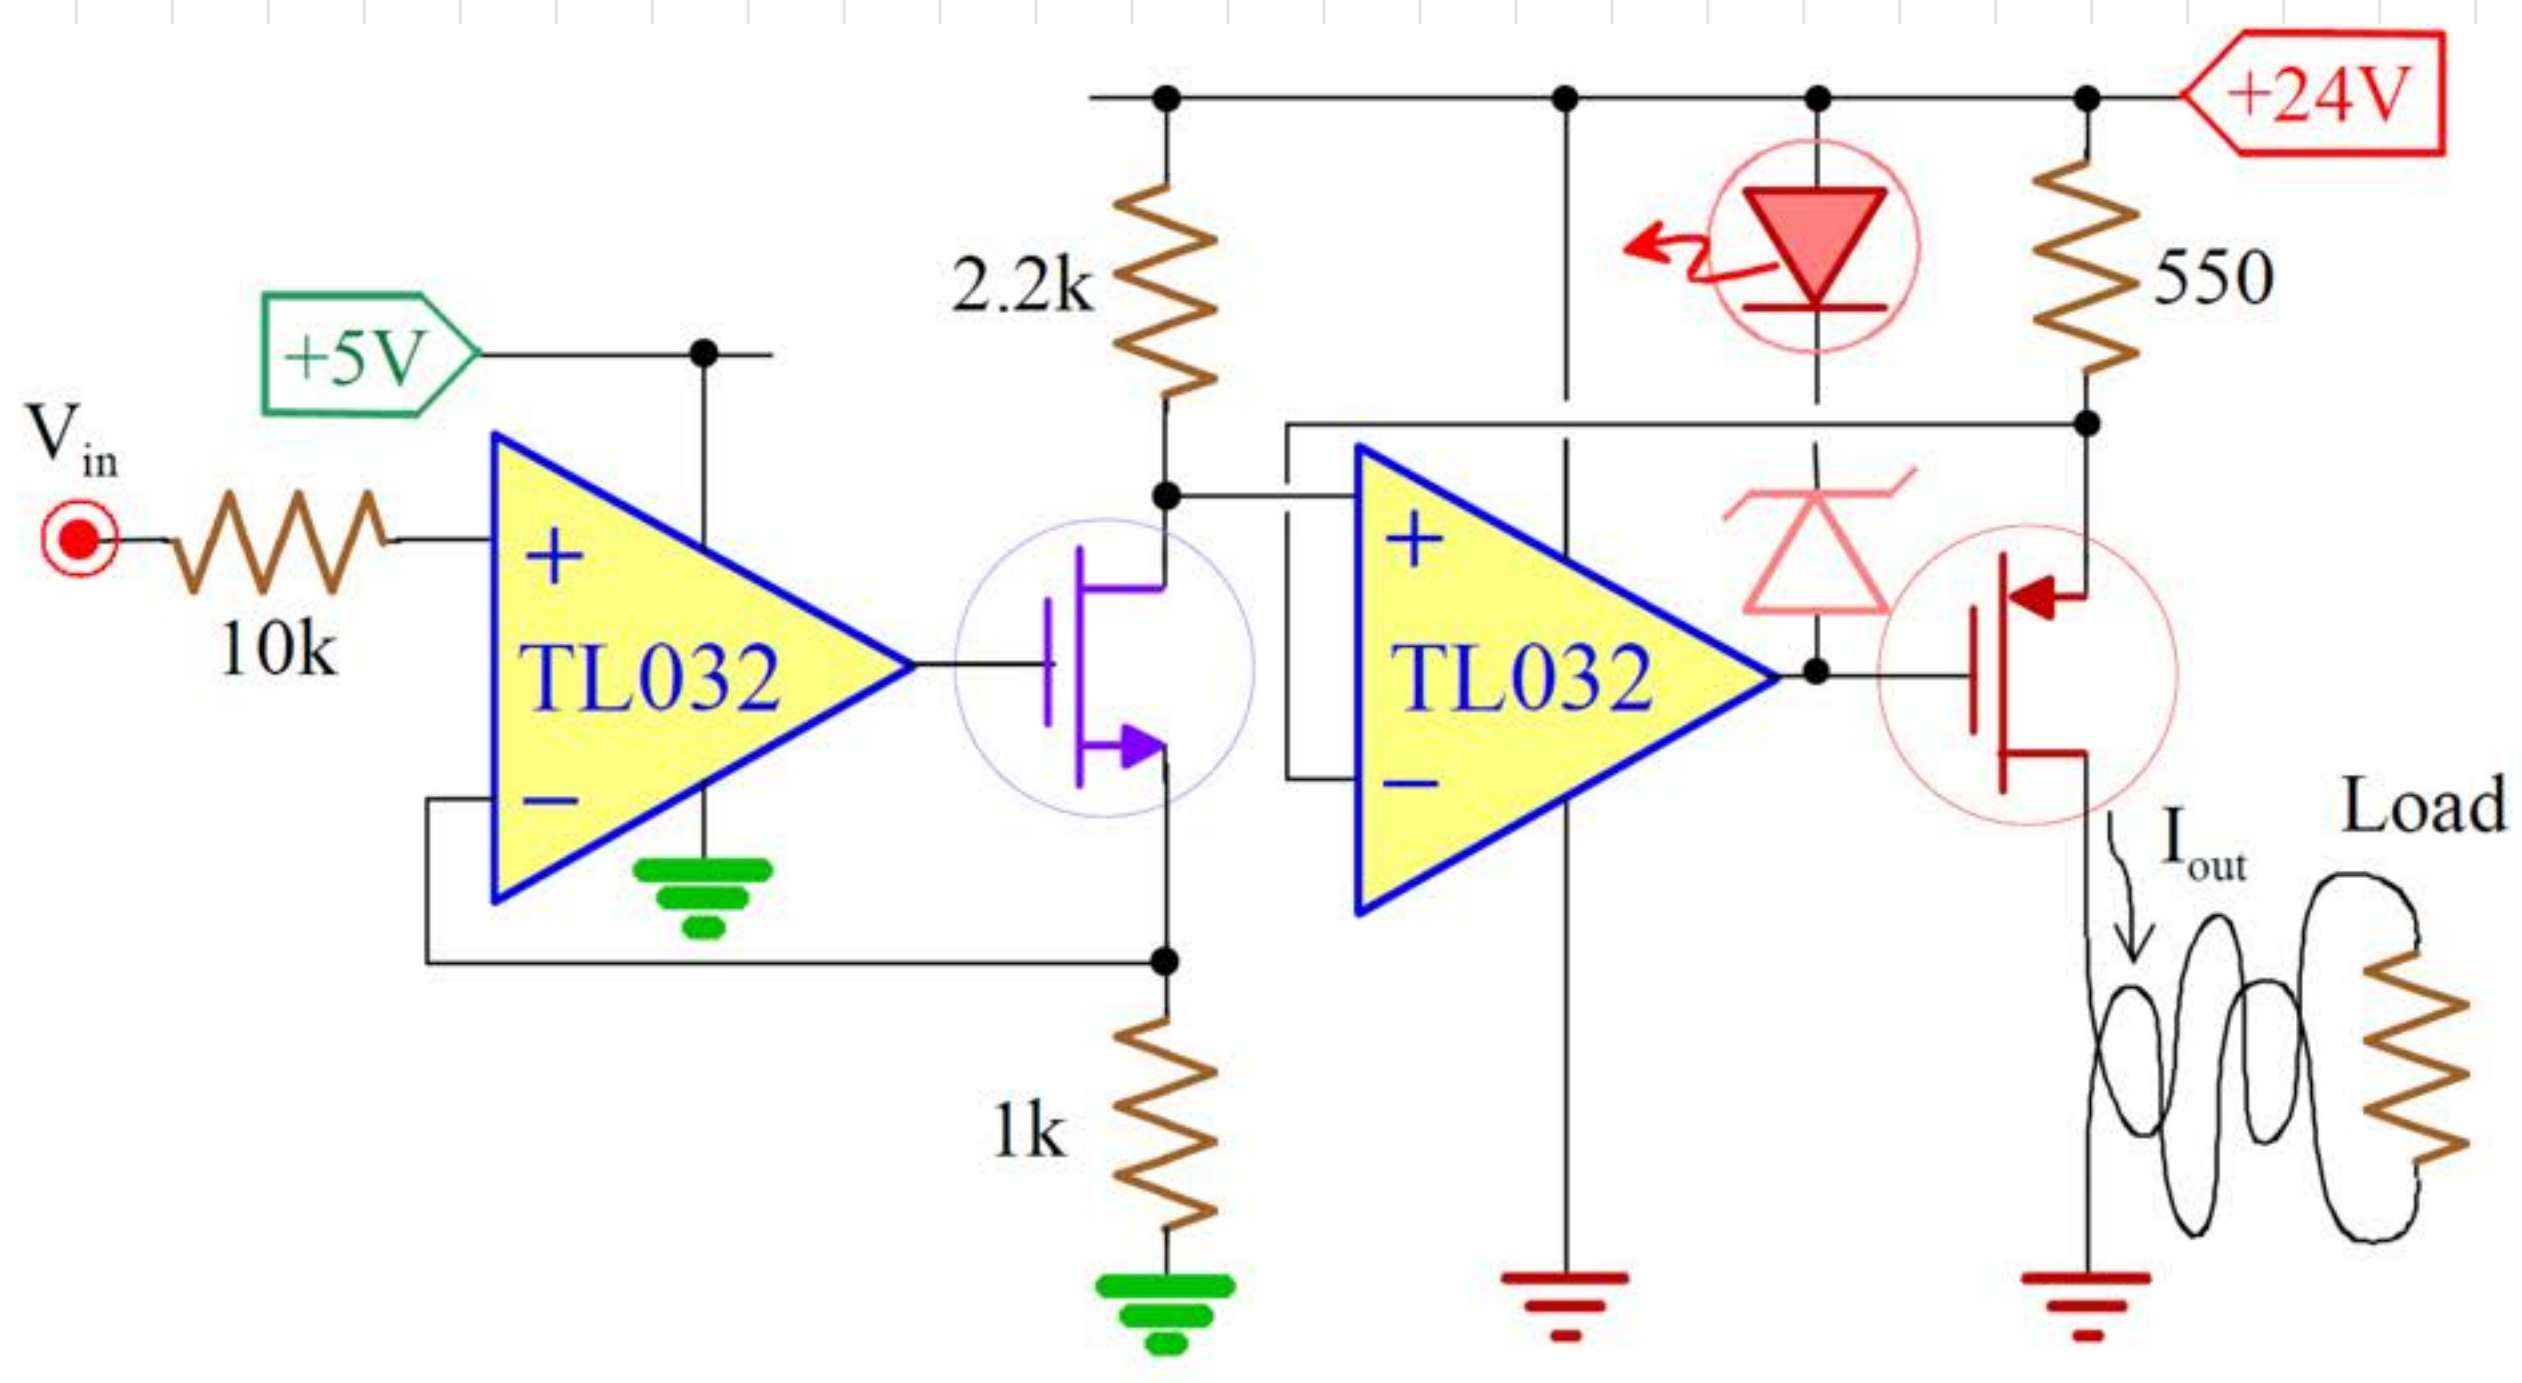 +24V
2.2k
550
+5V
Vin
10k
+
TL032
−
+
TL032
−
Load
Iout
1k